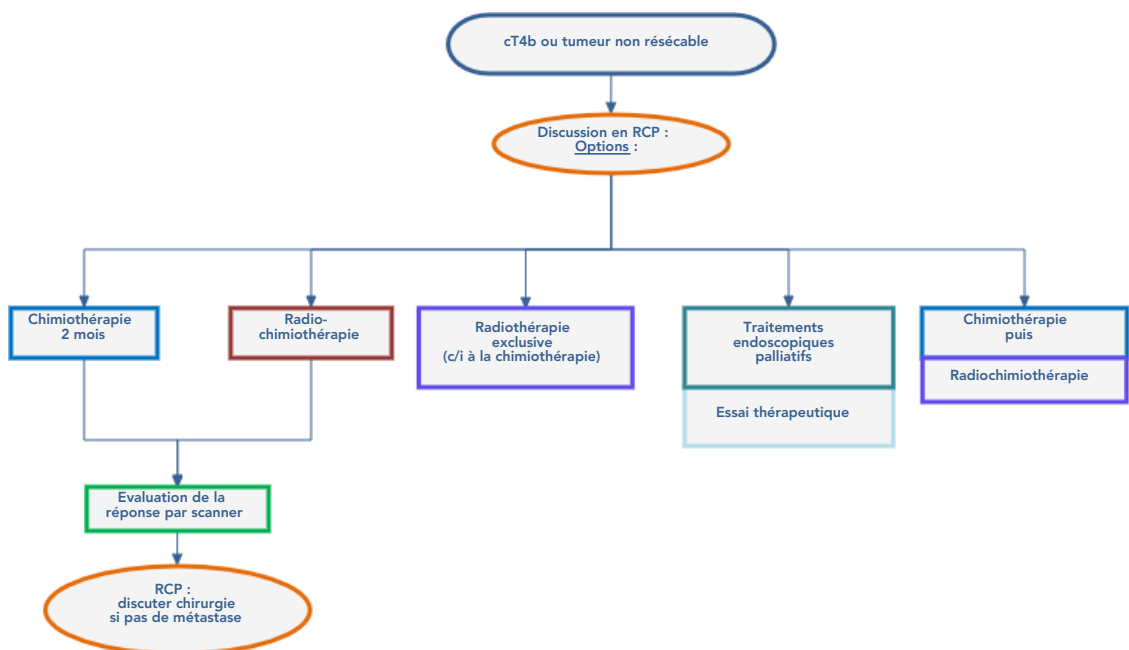 cT4b ou tumeur non résécable
Discussion en RCP :
Options :
Chimiothérapie
2 mois
Radio-
chimiothérapie
Radiothérapie
exclusive
(c/i à la chimiothérapie)
Traitements
endoscopiques
palliatifs
Essai thérapeutique
Chimiothérapie
puis
Radiochimiothérapie
Evaluation de la
réponse par scanner
RCP :
discuter chirurgie
si pas de métastase